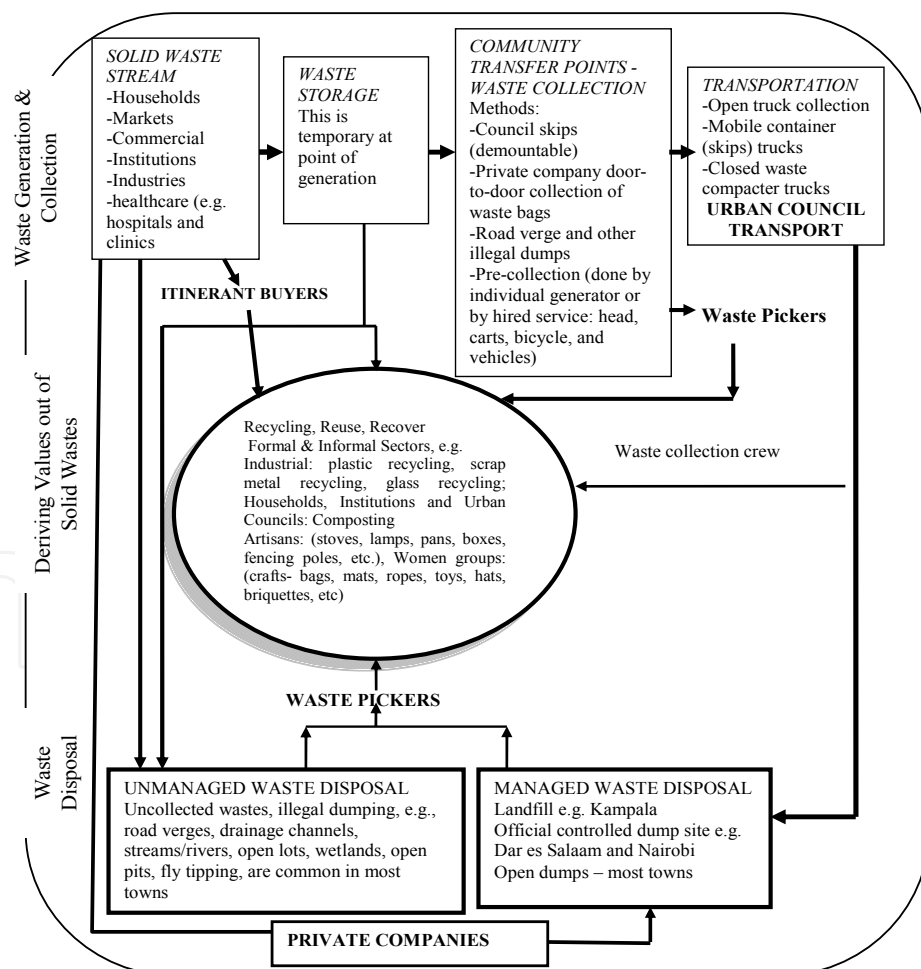 Waste Generation &
Collection
SOLID WASTE
STREAM
-Households
-Markets
-Commercial
-Institutions
-Industries
-healthcare (e.g.
hospitals and
clinics
WASTE
STORAGE
This is
temporary at
point of
generation
COMMUNITY
TRANSFER POINTS -
WASTE COLLECTION
Methods:
-Council skips
(demountable)
-Private company door-
to-door collection of
waste bags
-Road verge and other
illegal dumps
-Pre-collection (done by
individual generator or
by hired service: head,
carts, bicycle, and
vehicles)
TRANSPORTATION
-Open truck collection
-Mobile container
(skips) trucks
-Closed waste
compacter trucks
URBAN COUNCIL
TRANSPORT
ITINERANT BUYERS
Waste Pickers
Deriving Values out of
Solid Wastes
Recycling, Reuse, Recover
Formal & Informal Sectors, e.g.
Industrial: plastic recycling, scrap
metal recycling, glass recycling;
Households, Institutions and Urban
Councils: Composting
Artisans: (stoves, lamps, pans, boxes,
fencing poles, etc.), Women groups:
(crafts- bags, mats, ropes, toys, hats,
briquettes, etc)
Waste collection crew
WASTE PICKERS
Waste
Disposal
UNMANAGED WASTE DISPOSAL
Uncollected wastes, illegal dumping, e.g.,
road verges, drainage channels,
streams/rivers, open lots, wetlands, open
pits, fly tipping, are common in most
towns
MANAGED WASTE DISPOSAL
Landfill e.g. Kampala
Official controlled dump site e.g.
Dar es Salaam and Nairobi
Open dumps – most towns
PRIVATE COMPANIES